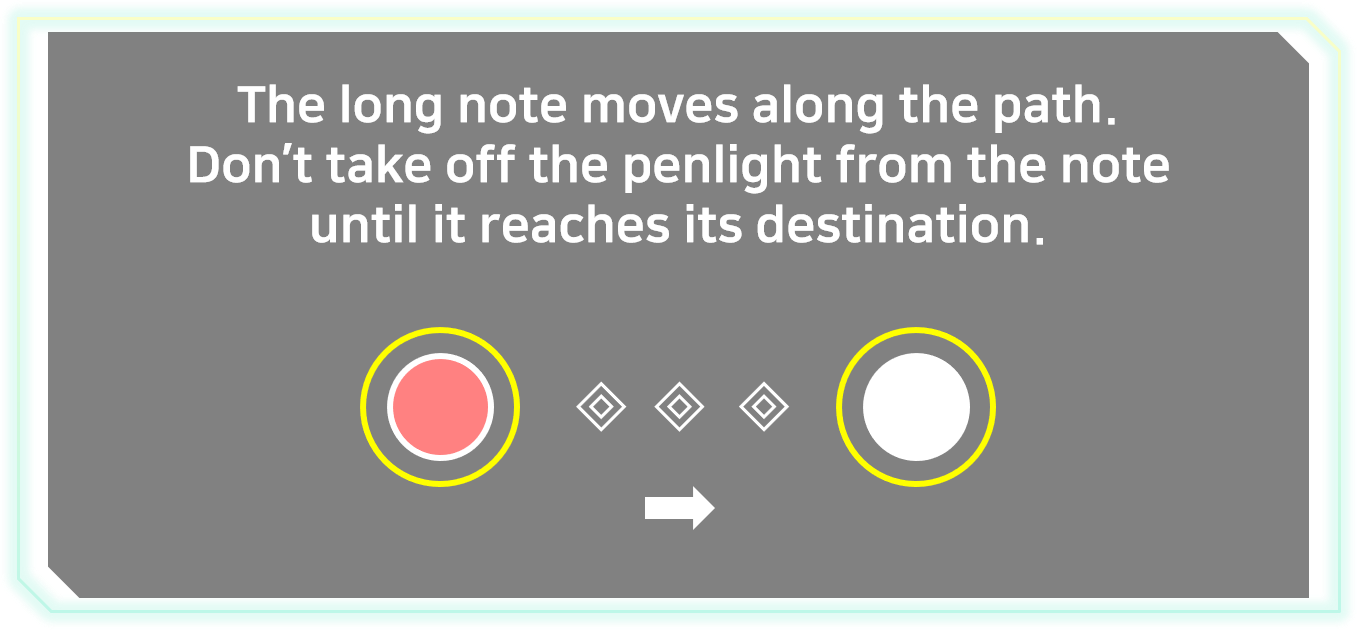 The long note moves along the path.
Don't take off the penlight from the note
until it reaches its destination.